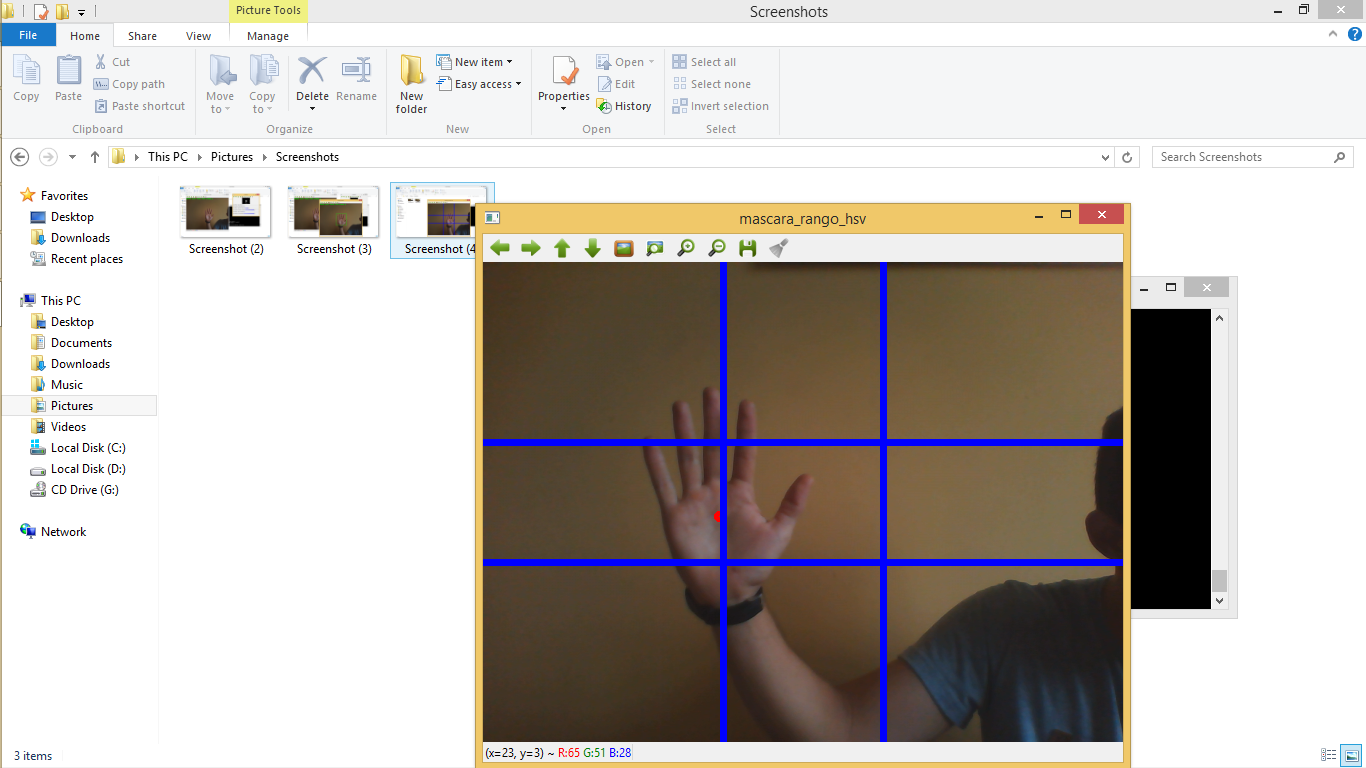 Picture Tools
Screenshots
File
Home
Share
View
Manage
Copy
Paste
Cut
Copy path
Paste shortcut
Clipboard
Move to
Copy to
Delete
Rename
Organize
New folder
New item
Easy access
New
Properties
Open
Edit
History
Open
Select all
Select none
Invert selection
Select
This PC
Pictures
Screenshots
Search Screenshots
Favorites
Desktop
Downloads
Recent places
This PC
Desktop
Documents
Downloads
Music
Pictures
Videos
Local Disk (C:)
Local Disk (D:)
CD Drive (G:)
Network
Screenshot (2)
Screenshot (3)
Screenshot (4
mascara_rango_hsv
(x=23, y=3) ~ R:65 G:51 B:28
3 items